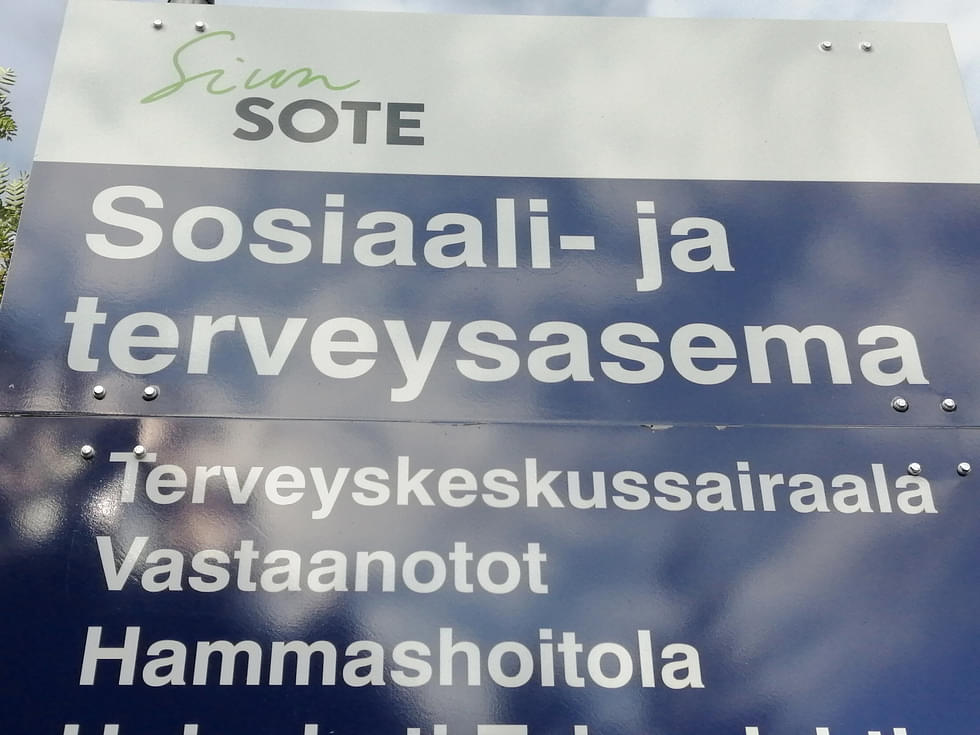 Siun
SOTE
Sosiaali- ja
terveysasema
Terveyskeskussairaala
Vastaanotot
Hammashoitola